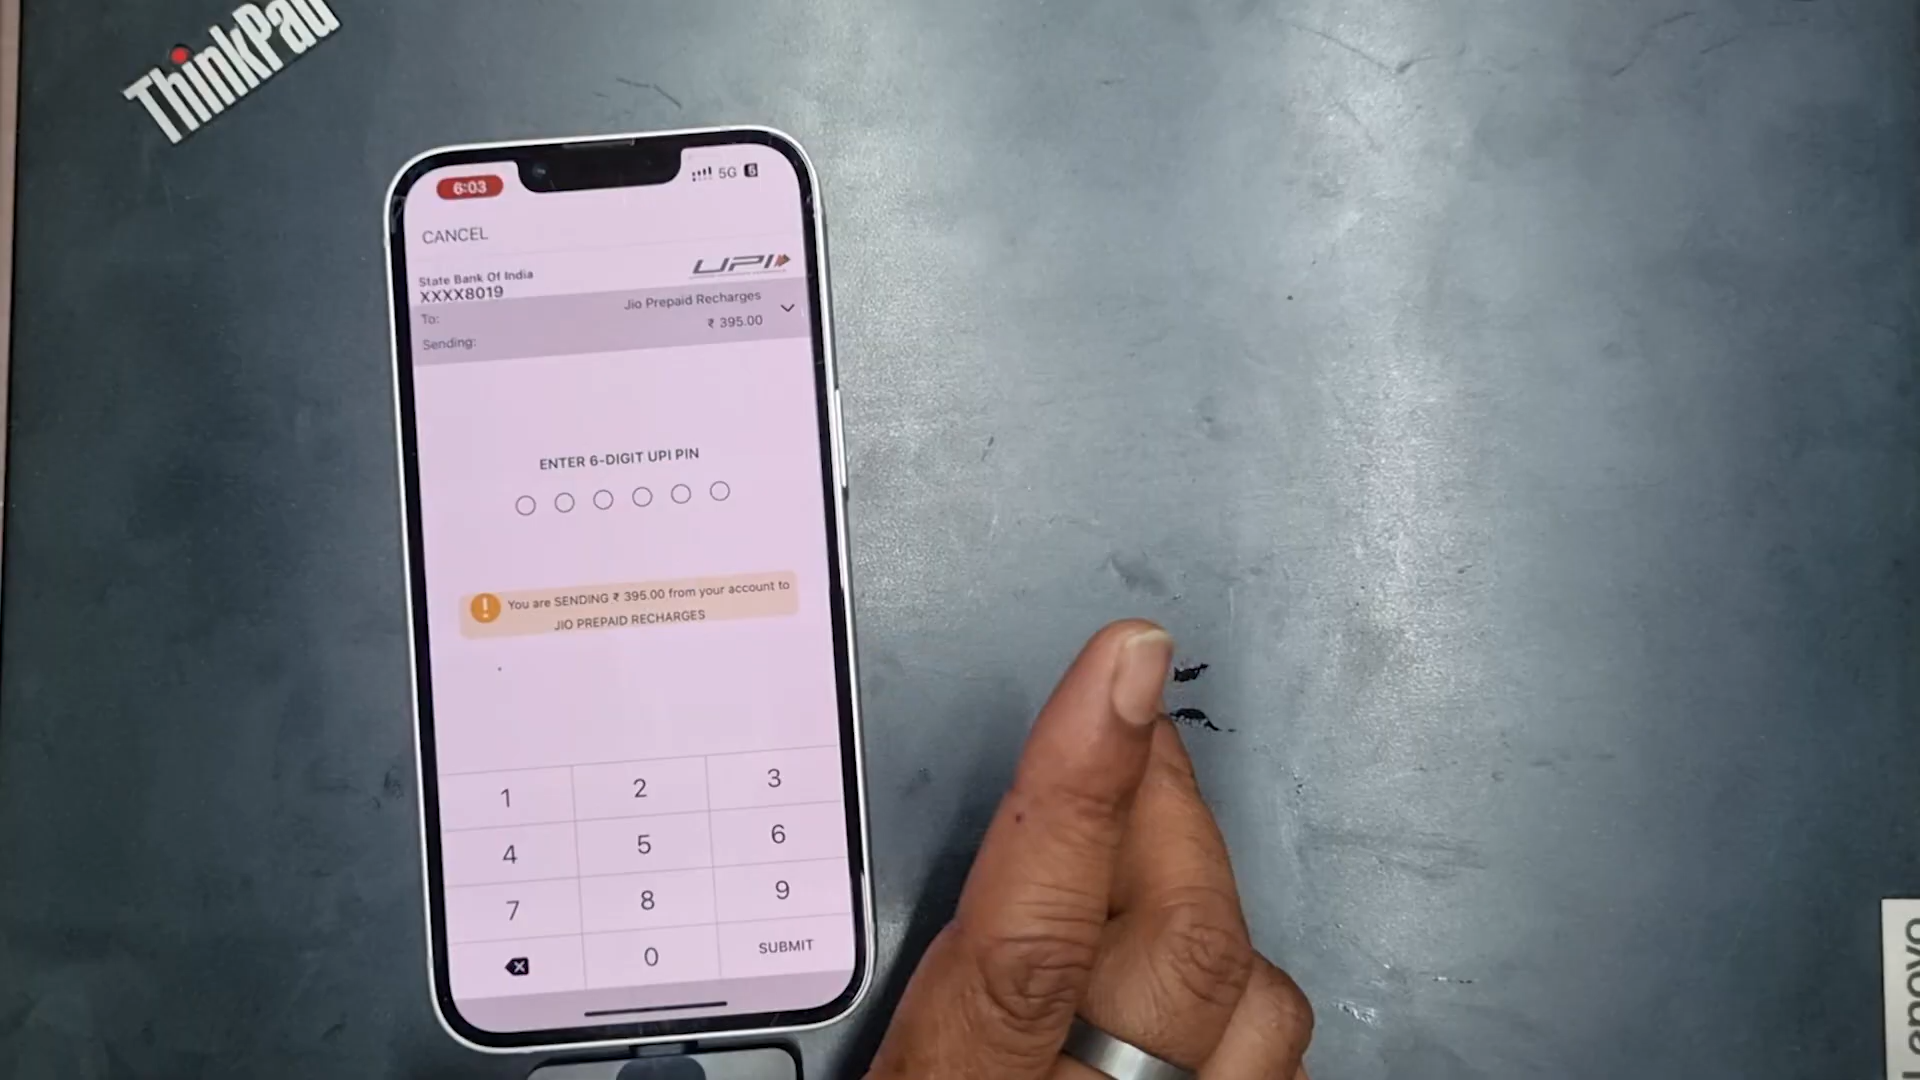 ThinkPad
6:03
5G
CANCEL
State Bank Of India
XXXX8019
UPI
To:
Jio Prepaid Recharges
Sending:
₹ 395.00
ENTER 6-DIGIT UPI PIN
You are SENDING ₹ 395.00 from your account to
JIO PREPAID RECHARGES
1 2 3
4 5 6
7 8 9
0 SUBMIT
Lenovo